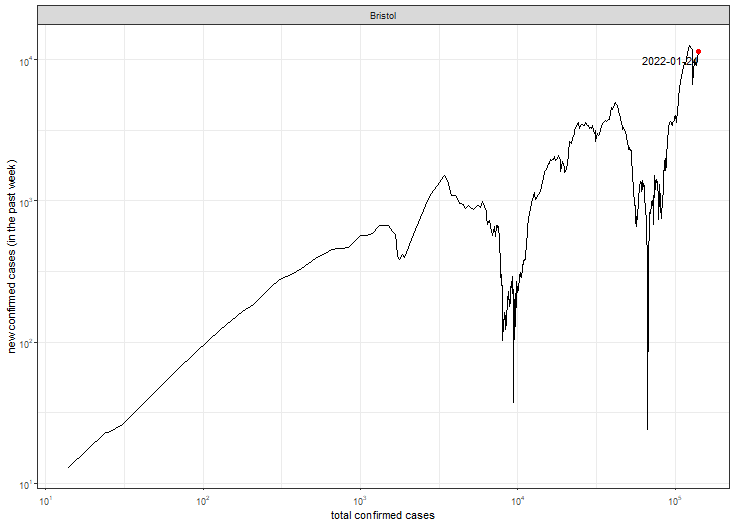 Bristol
10⁴
2022-01-24
10³
10²
10¹
new confirmed cases (in the past week)
10¹ 10² 10³ 10⁴ 10⁵
total confirmed cases